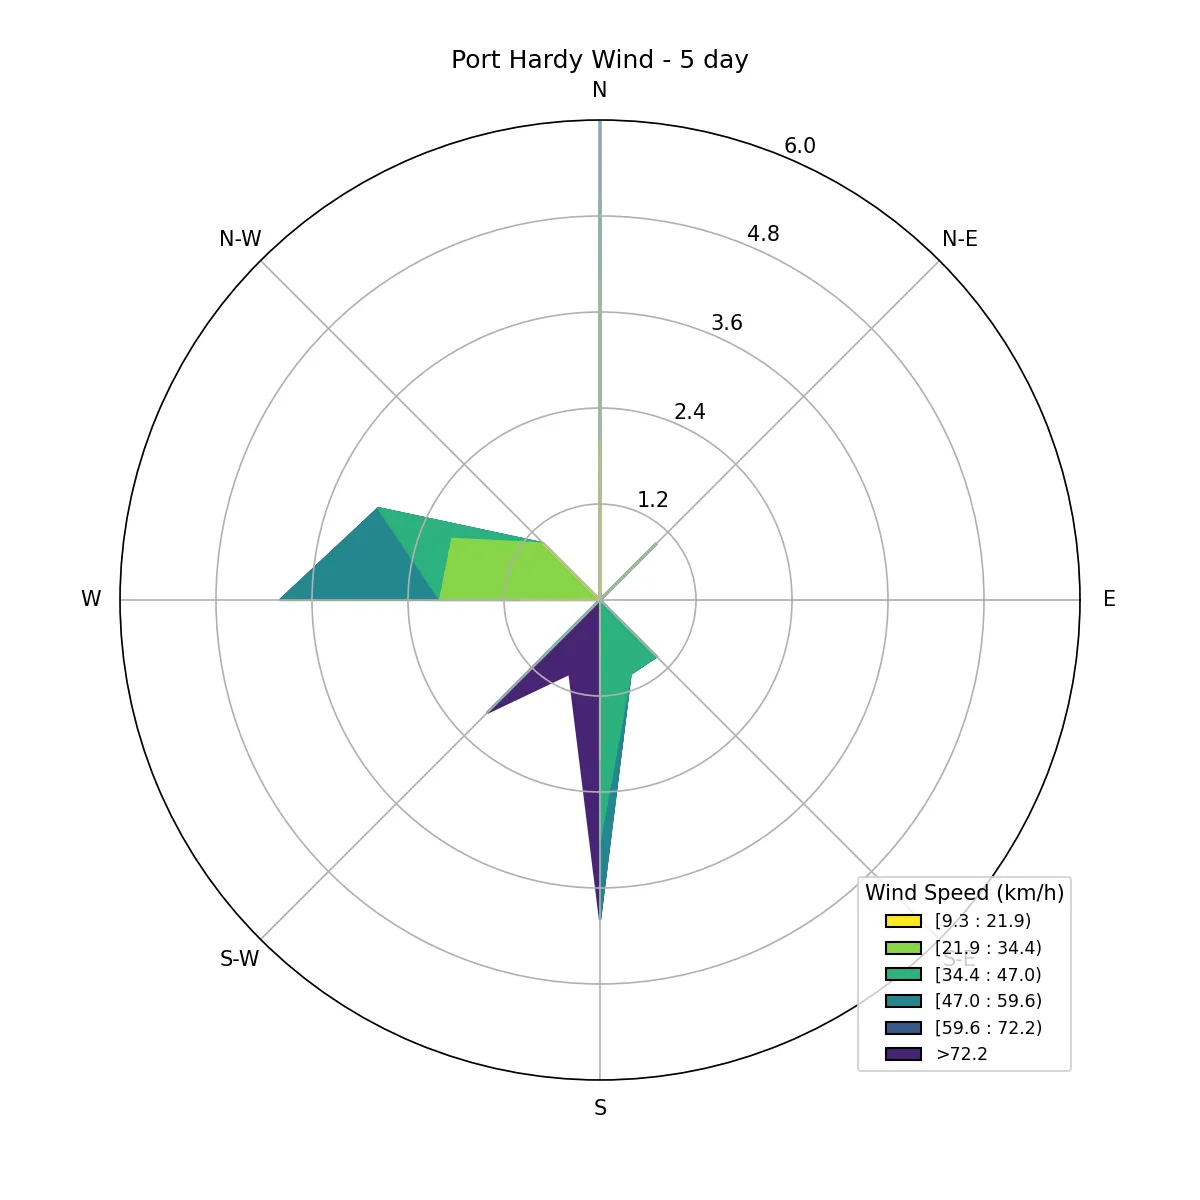 Port Hardy Wind - 5 day
N
6.0
N-W
4.8
N-E
3.6
2.4
1.2
W
E
S-W
S-E
S
Wind Speed (km/h)
[9.3 : 21.9)
[21.9 : 34.4)
[34.4 : 47.0)
[47.0 : 59.6)
[59.6 : 72.2)
>72.2